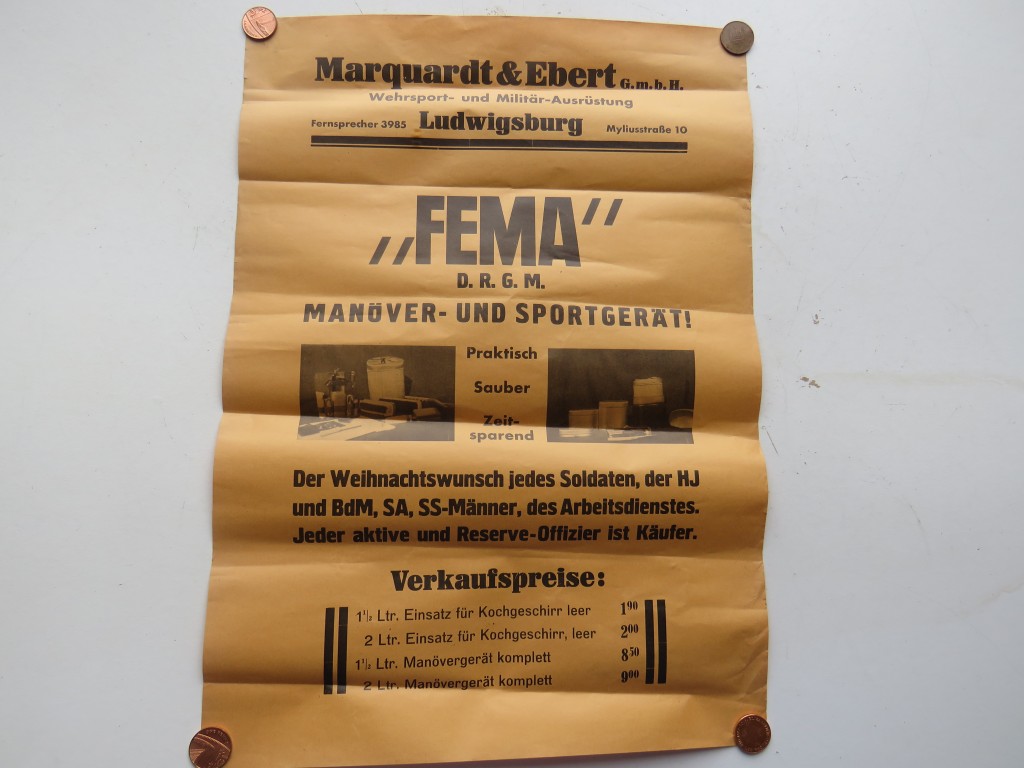 Marquardt & Ebert G.m.b.H.
Wehrsport- und Militär-Ausrüstung
Fernsprecher 3985 Ludwigsburg Myliusstraße 10
„FEMA“
D. R. G. M.
MANÖVER- UND SPORTGERÄT!
Praktisch
Sauber
Zeit-
sparend
Der Weihnachtswunsch jedes Soldaten, der HJ
und BdM, SA, SS-Männer, des Arbeitsdienstes.
Jeder aktive und Reserve-Offizier ist Käufer.
Verkaufspreise:
1½ Ltr. Einsatz für Kochgeschirr leer 1⁹⁰
2 Ltr. Einsatz für Kochgeschirr, leer 2⁰⁰
1½ Ltr. Manövergerät komplett 8⁵⁰
2 Ltr. Manövergerät komplett 9⁰⁰